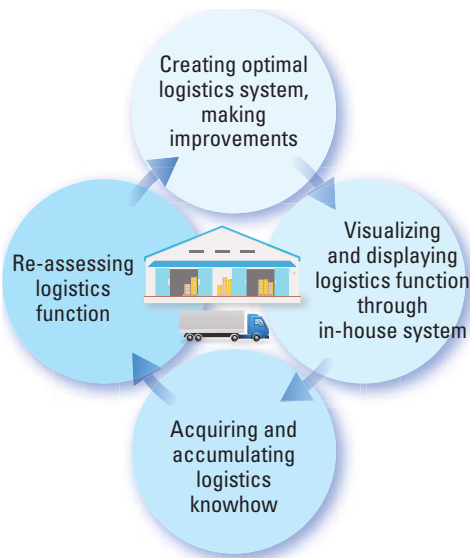 Creating optimal
logistics system,
making
improvements
Visualizing
and displaying
logistics function
through
in-house system
Acquiring and
accumulating
logistics
knowhow
Re-assessing
logistics
function